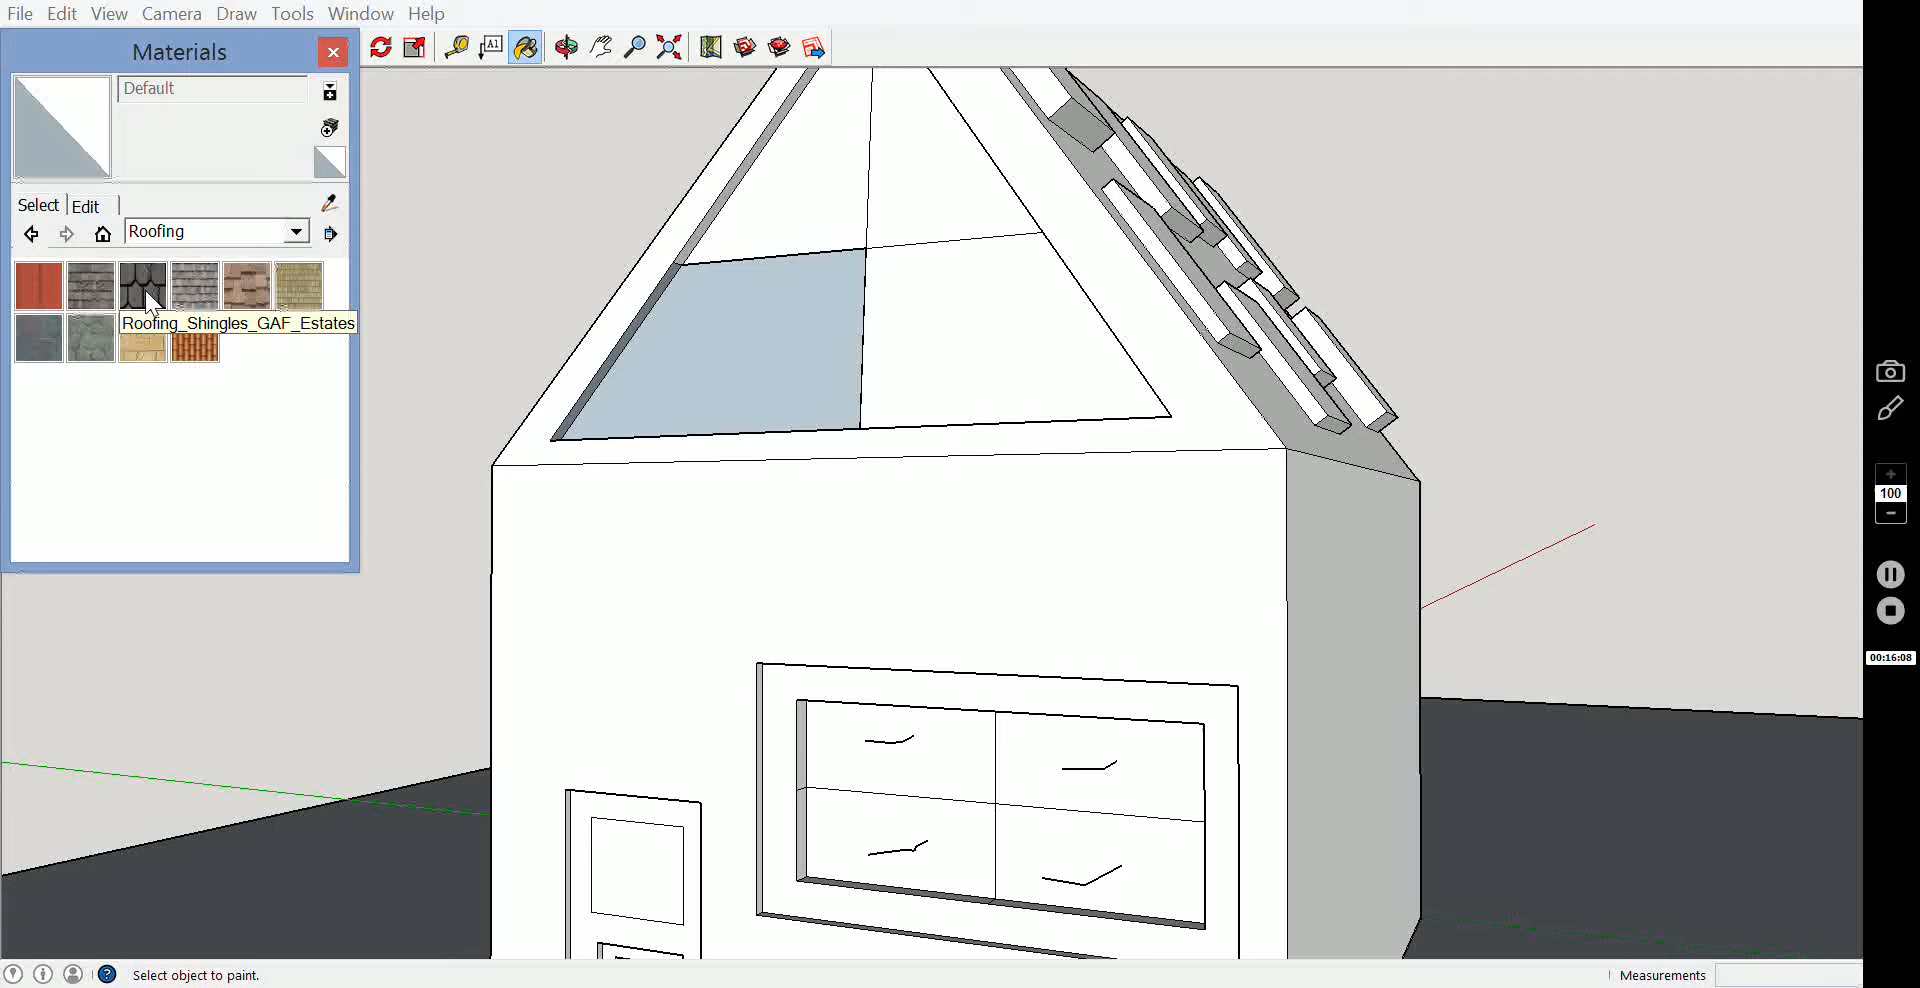 File Edit View Camera Draw Tools Window Help
Materials
A1
Default
Select Edit
Roofing
Roofing_Shingles_GAF_Estates
100
00:16:08
Select object to paint.
Measurements